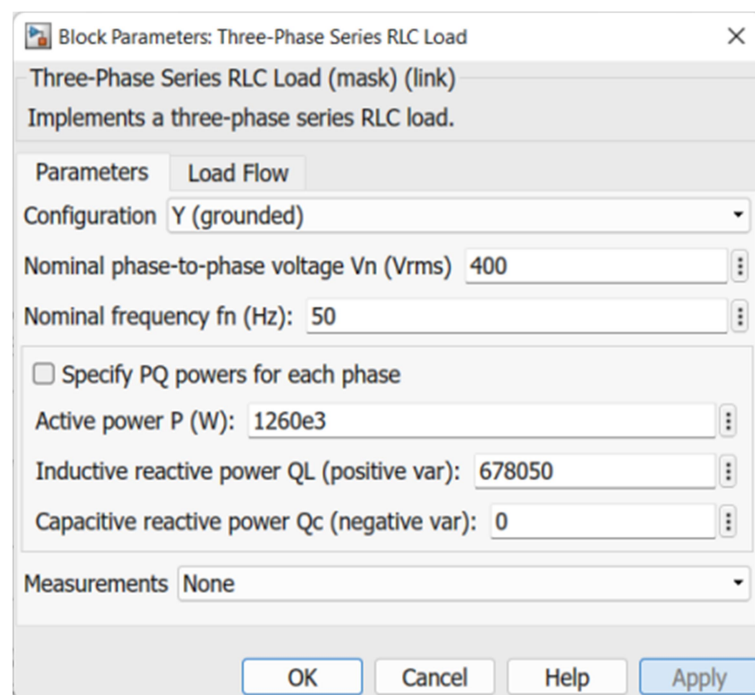 Block Parameters: Three-Phase Series RLC Load
Three-Phase Series RLC Load (mask) (link)
Implements a three-phase series RLC load.
Parameters Load Flow
Configuration Y (grounded)
Nominal phase-to-phase voltage Vn (Vrms) 400
Nominal frequency fn (Hz): 50
Specify PQ powers for each phase
Active power P (W): 1260e3
Inductive reactive power QL (positive var): 678050
Capacitive reactive power Qc (negative var): 0
Measurements None
OK Cancel Help Apply